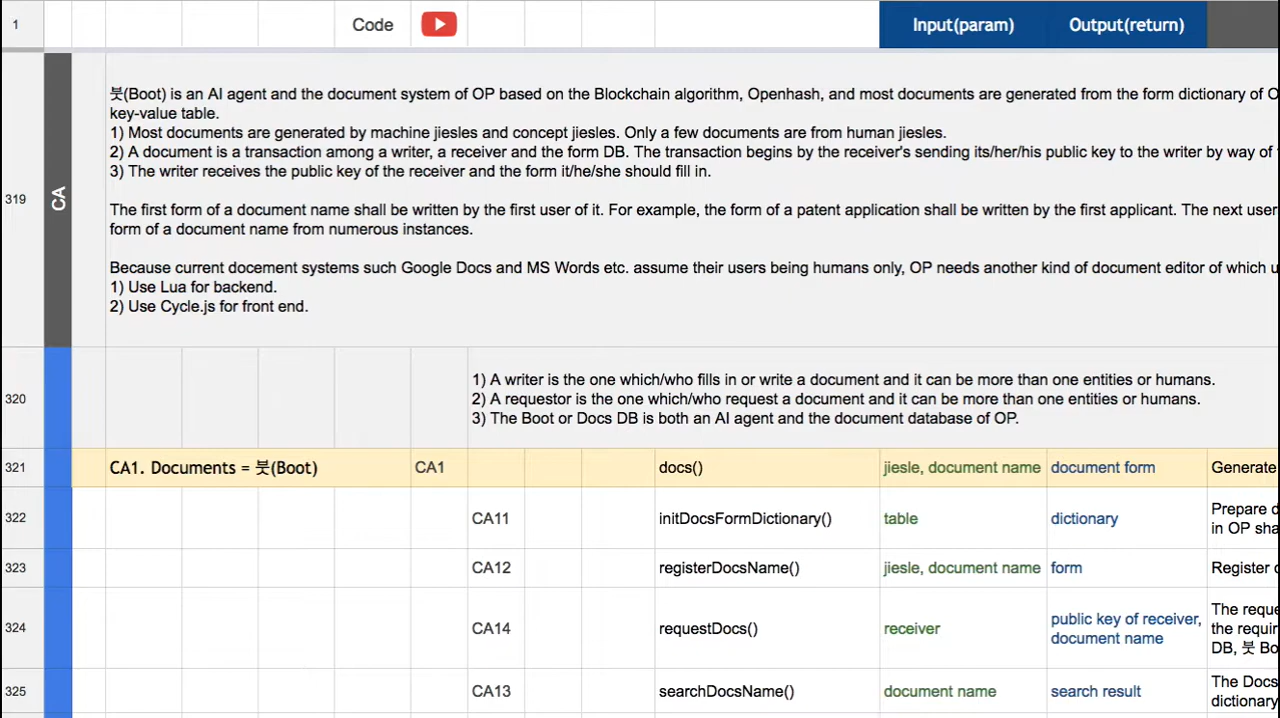 1 Code Input(param) Output(return)
319 CA
붓(Boot) is an AI agent and the document system of OP based on the Blockchain algorithm, Openhash, and most documents are generated from the form dictionary of O
key-value table.
1) Most documents are generated by machine jiesles and concept jiesles. Only a few documents are from human jiesles.
2) A document is a transaction among a writer, a receiver and the form DB. The transaction begins by the receiver's sending its/her/his public key to the writer by way of
3) The writer receives the public key of the receiver and the form it/he/she should fill in.
The first form of a document name shall be written by the first user of it. For example, the form of a patent application shall be written by the first applicant. The next user
form of a document name from numerous instances.
Because current docement systems such Google Docs and MS Words etc. assume their users being humans only, OP needs another kind of document editor of which u
1) Use Lua for backend.
2) Use Cycle.js for front end.
320
1) A writer is the one which/who fills in or write a document and it can be more than one entities or humans.
2) A requestor is the one which/who request a document and it can be more than one entities or humans.
3) The Boot or Docs DB is both an AI agent and the document database of OP.
321 CA1. Documents = 붓(Boot) CA1 docs() jiesle, document name document form Generate
322 CA11 initDocsFormDictionary() table dictionary Prepare d
in OP sha
323 CA12 registerDocsName() jiesle, document name form Register
324 CA14 requestDocs() receiver public key of receiver, document name The reque
the requir
DB, 붓 Bo
325 CA13 searchDocsName() document name search result The Docs
dictionary